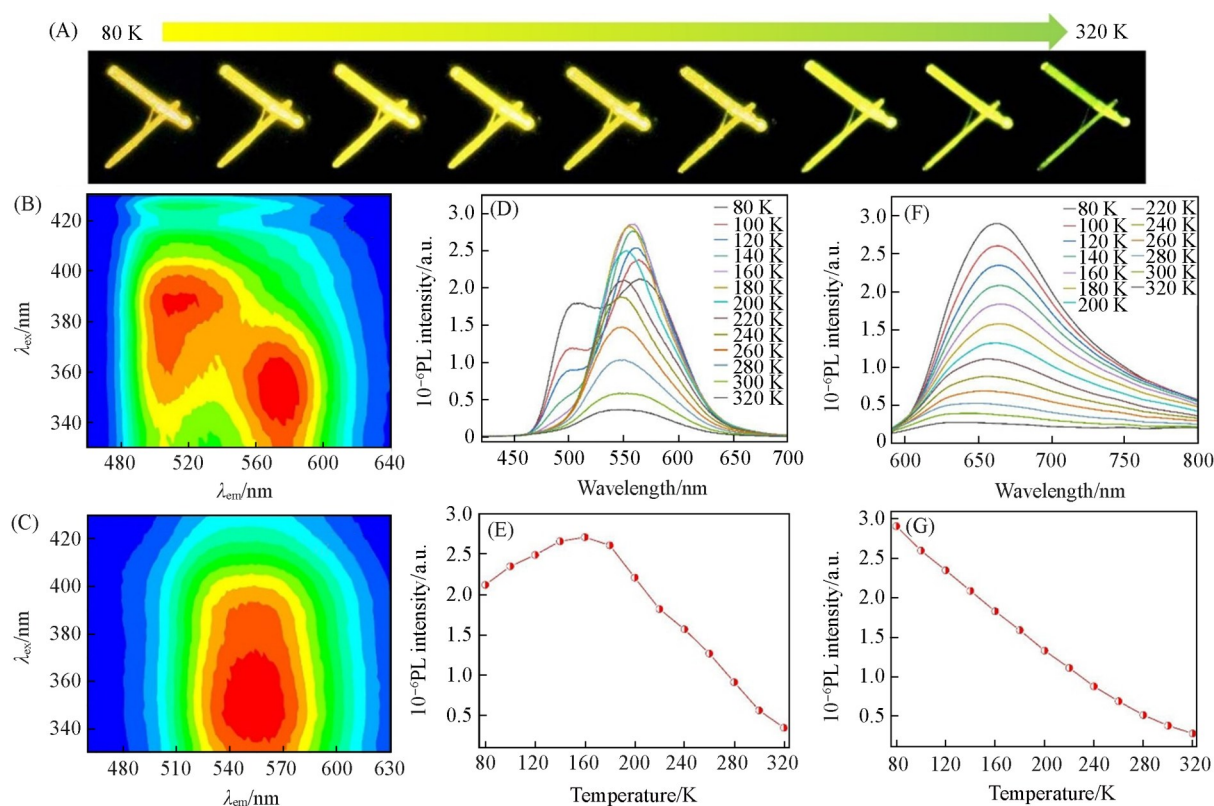 (A) 80 K 320 K
(B)
420
400
380
360
340
λex/nm
480 520 560 600 640
λem/nm
(C)
420
400
380
360
340
λex/nm
480 510 540 570 600 630
λem/nm
(D)
3.0
2.5
2.0
1.5
1.0
0.5
0
10⁻⁶PL intensity/a.u.
450 500 550 600 650 700
Wavelength/nm
80 K
100 K
120 K
140 K
160 K
180 K
200 K
220 K
240 K
260 K
280 K
300 K
320 K
(E)
3.0
2.5
2.0
1.5
1.0
0.5
10⁻⁶PL intensity/a.u.
80 120 160 200 240 280 320
Temperature/K
(F)
3.0
2.5
2.0
1.5
1.0
0.5
0
10⁻⁶PL intensity/a.u.
600 650 700 750 800
Wavelength/nm
80 K 220 K
100 K 240 K
120 K 260 K
140 K 280 K
160 K 300 K
180 K 320 K
200 K
(G)
3.0
2.5
2.0
1.5
1.0
0.5
10⁻⁶PL intensity/a.u.
80 120 160 200 240 280 320
Temperature/K